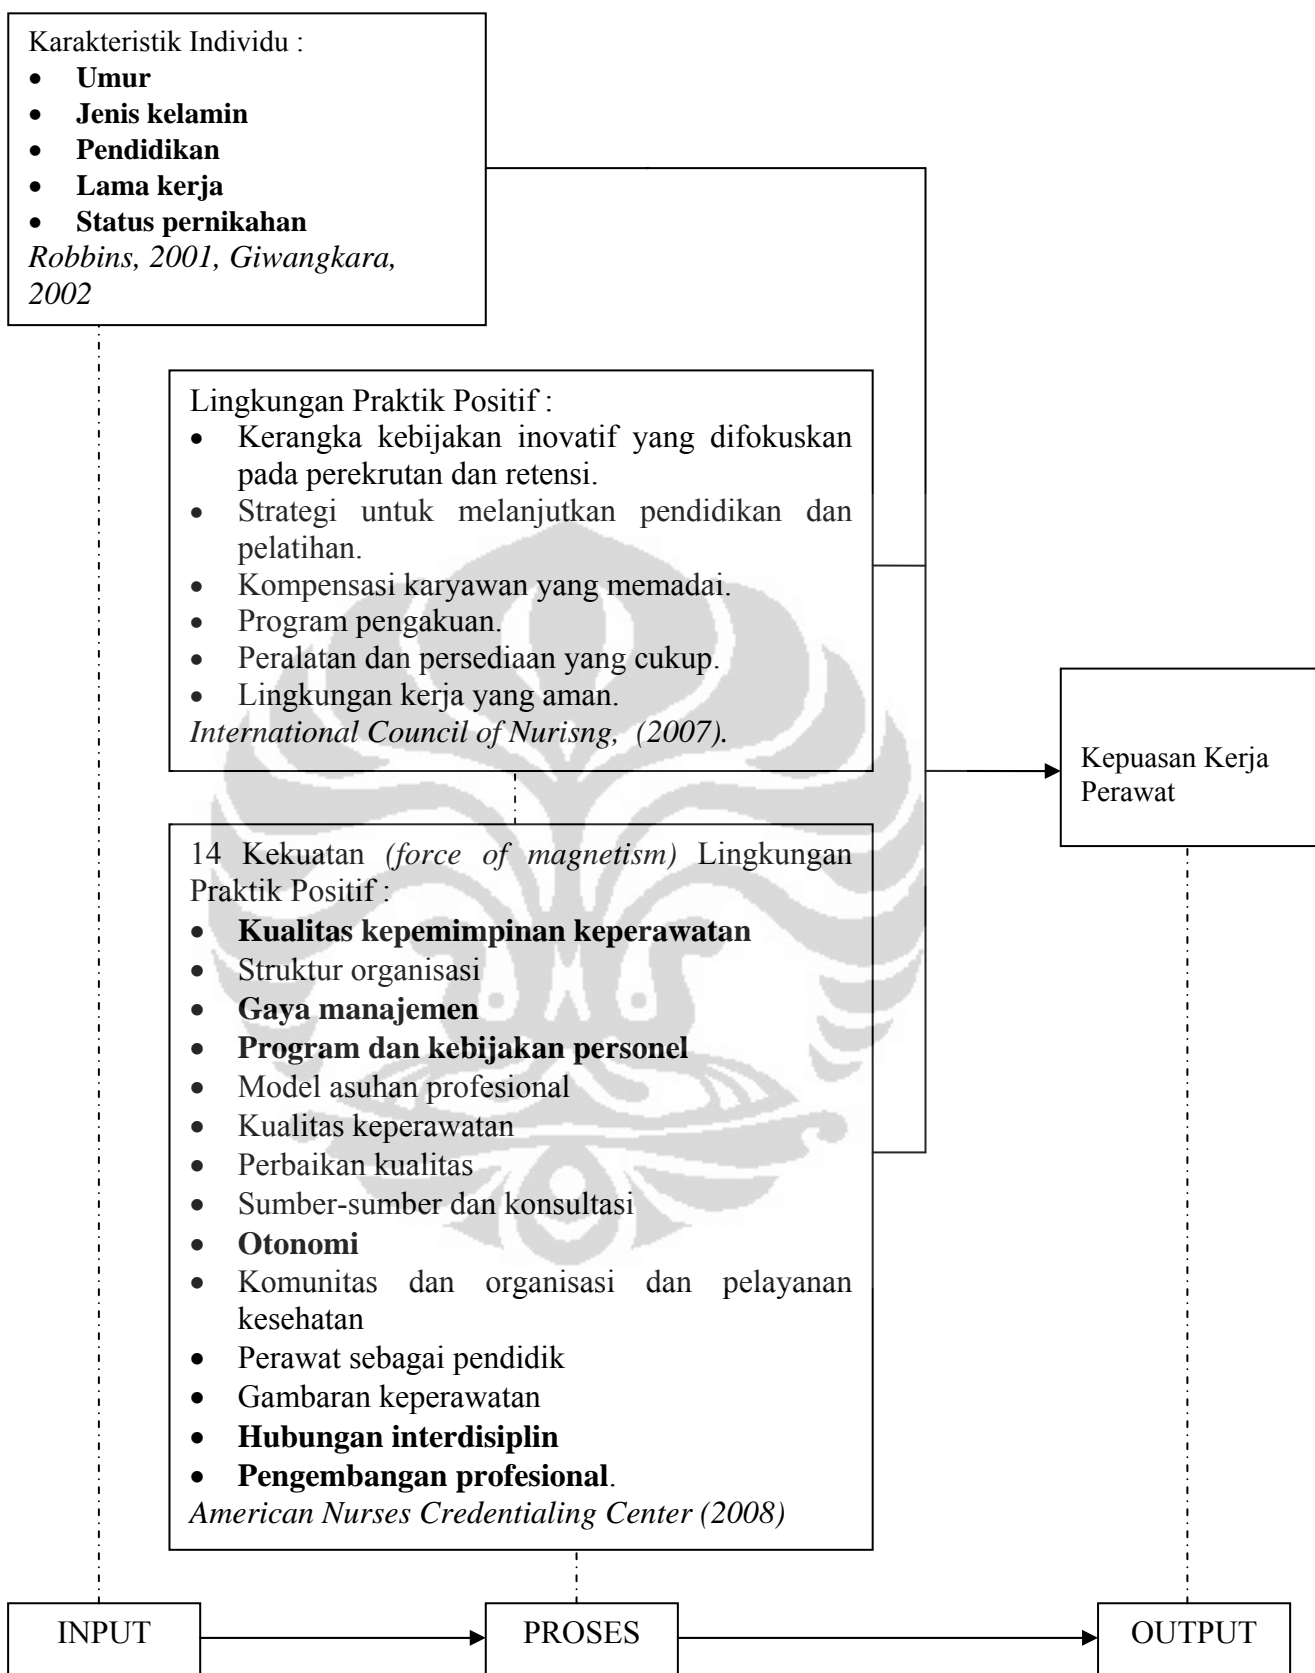 Karakteristik Individu :
• Umur
• Jenis kelamin
• Pendidikan
• Lama kerja
• Status pernikahan
Robbins, 2001, Giwangkara,
2002
Lingkungan Praktik Positif :
• Kerangka kebijakan inovatif yang difokuskan
pada perekrutan dan retensi.
• Strategi untuk melanjutkan pendidikan dan
pelatihan.
• Kompensasi karyawan yang memadai.
• Program pengakuan.
• Peralatan dan persediaan yang cukup.
• Lingkungan kerja yang aman.
International Council of Nurisng, (2007).
Kepuasan Kerja
Perawat
14 Kekuatan (force of magnetism) Lingkungan
Praktik Positif :
• Kualitas kepemimpinan keperawatan
• Struktur organisasi
• Gaya manajemen
• Program dan kebijakan personel
• Model asuhan profesional
• Kualitas keperawatan
• Perbaikan kualitas
• Sumber-sumber dan konsultasi
• Otonomi
• Komunitas dan organisasi dan pelayanan
kesehatan
• Perawat sebagai pendidik
• Gambaran keperawatan
• Hubungan interdisiplin
• Pengembangan profesional.
American Nurses Credentialing Center (2008)
INPUT
PROSES
OUTPUT